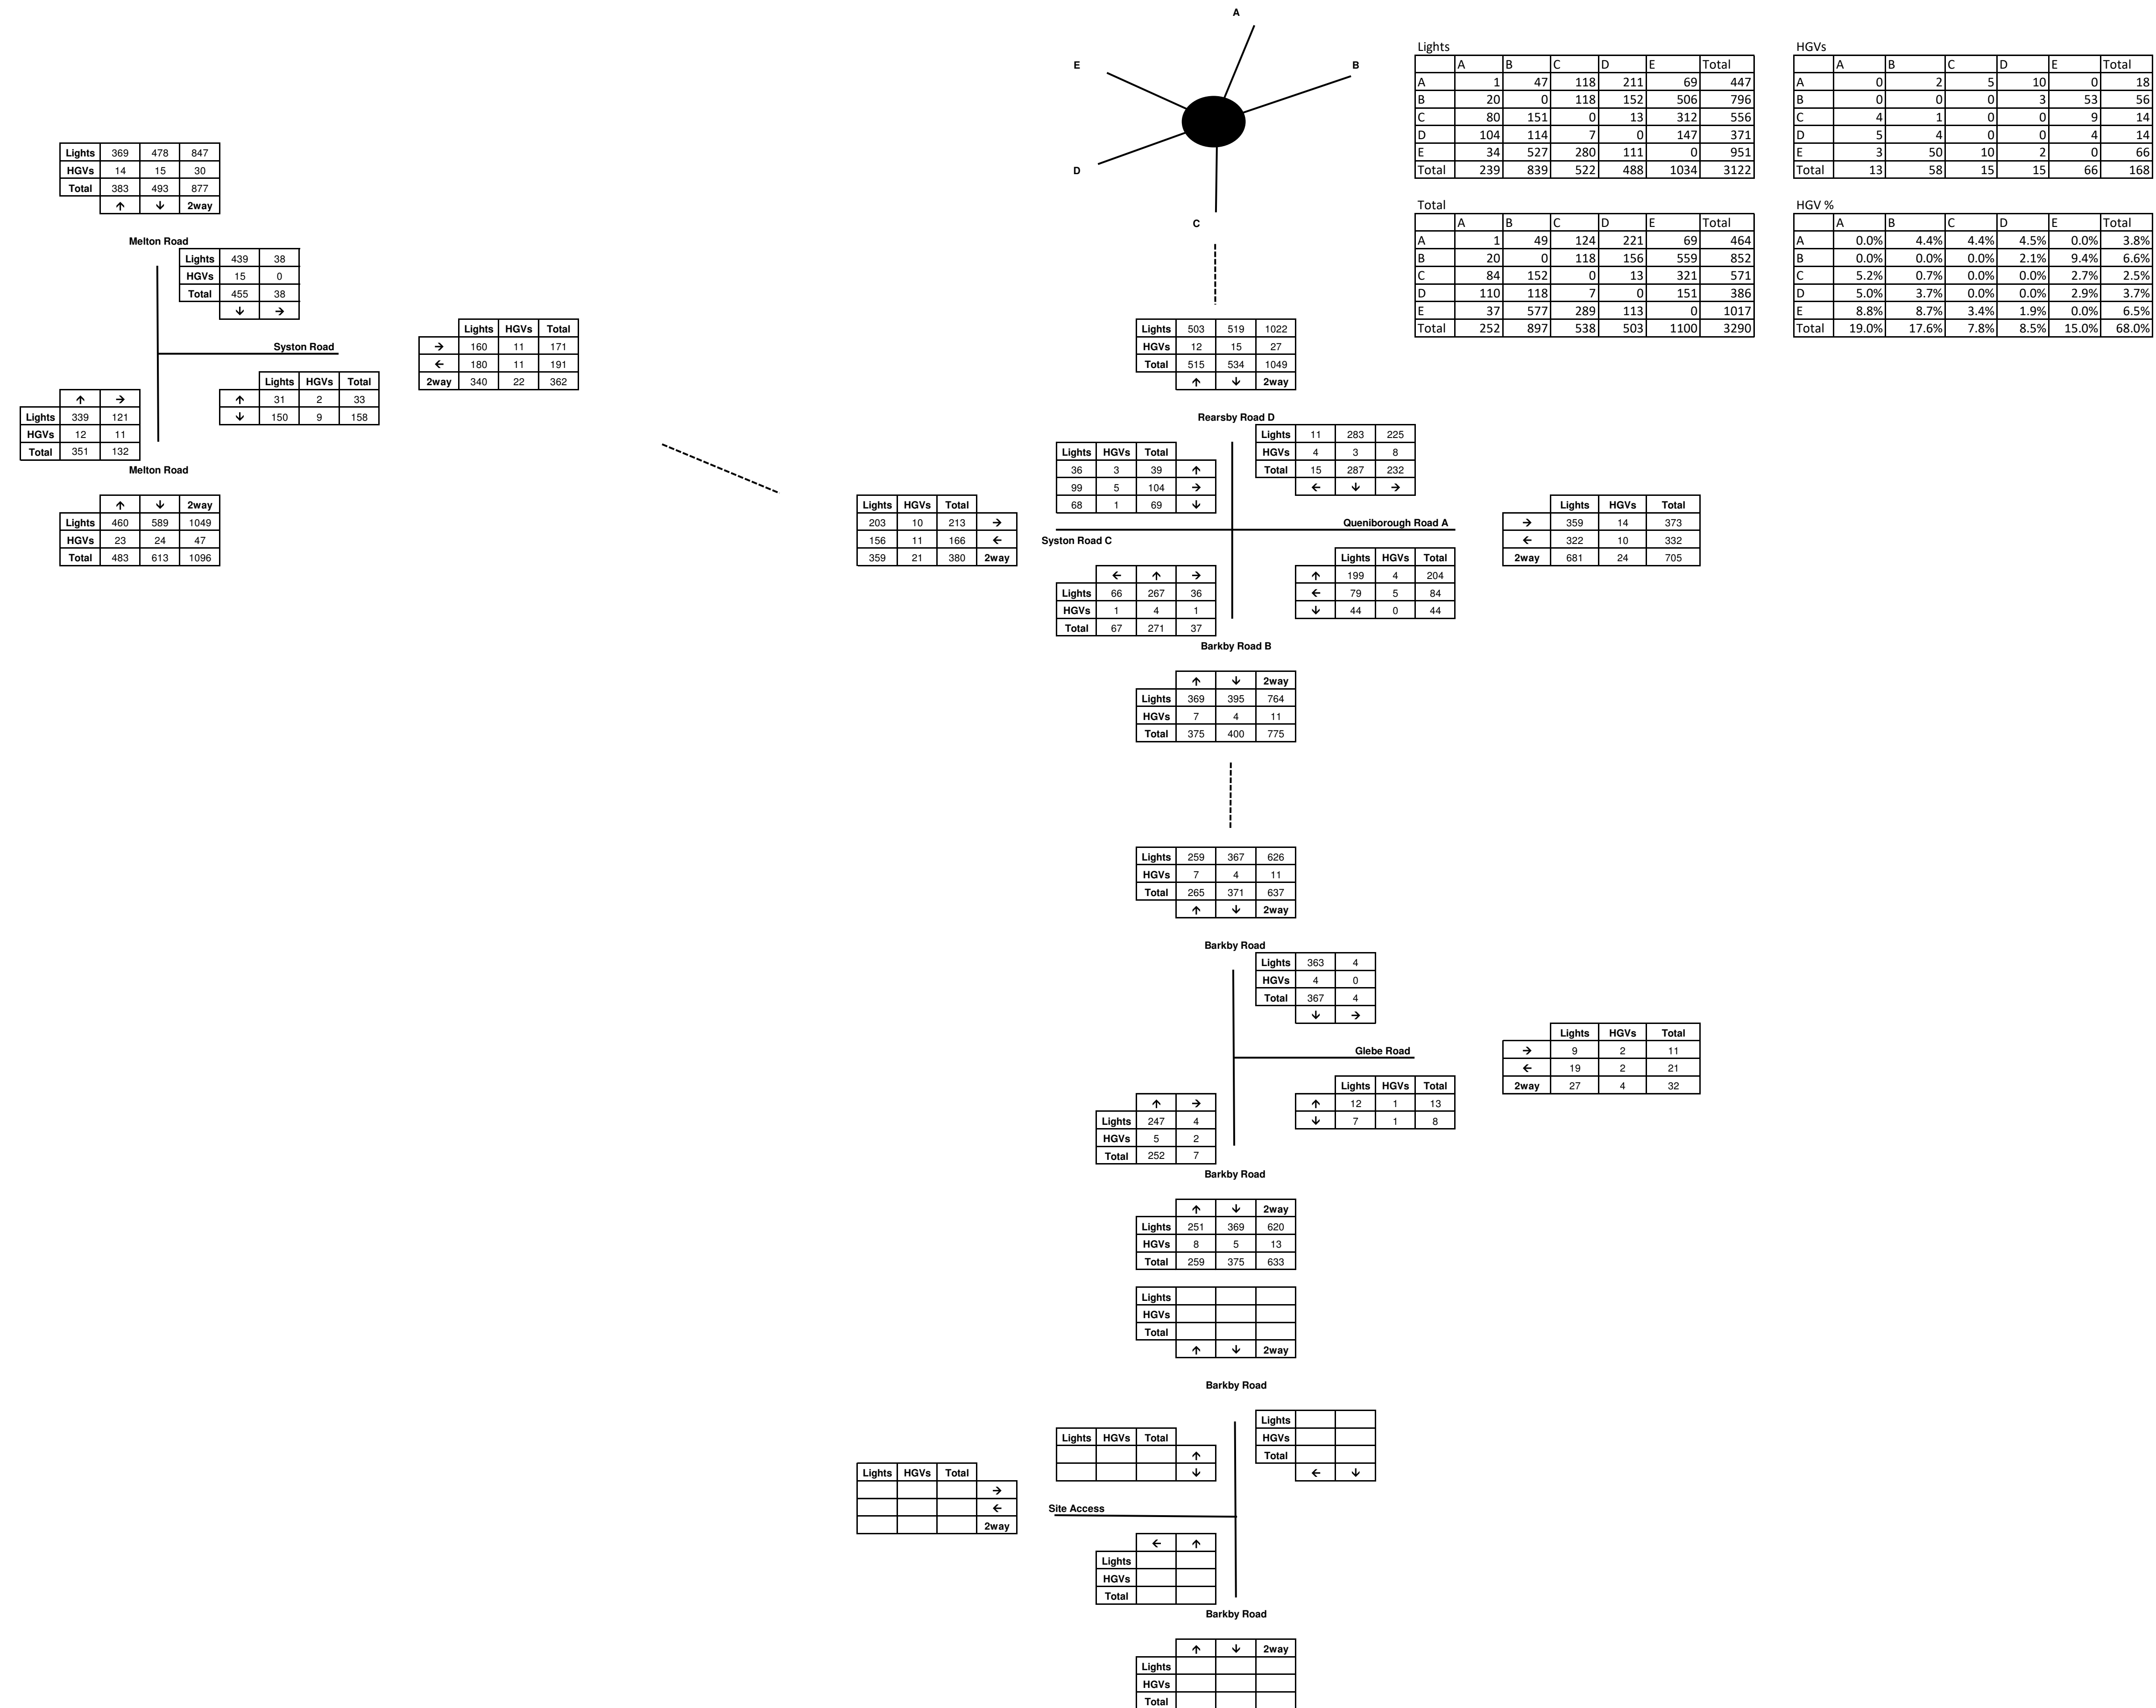 A
E
B
D
C
Lights
A B C D E Total
A 1 47 118 211 69 447
B 20 0 118 152 506 796
C 80 151 0 13 312 556
D 104 114 7 0 147 371
E 34 527 280 111 0 951
Total 239 839 522 488 1034 3122
HGVs
A B C D E Total
A 0 2 5 10 0 18
B 0 0 0 3 53 56
C 4 1 0 0 9 14
D 5 4 0 0 4 14
E 3 50 10 2 0 66
Total 13 58 15 15 66 168
Total
A B C D E Total
A 1 49 124 221 69 464
B 20 0 118 156 559 852
C 84 152 0 13 321 571
D 110 118 7 0 151 386
E 37 577 289 113 0 1017
Total 252 897 538 503 1100 3290
HGV %
A B C D E Total
A 0.0% 4.4% 4.4% 4.5% 0.0% 3.8%
B 0.0% 0.0% 0.0% 2.1% 9.4% 6.6%
C 5.2% 0.7% 0.0% 0.0% 2.7% 2.5%
D 5.0% 3.7% 0.0% 0.0% 2.9% 3.7%
E 8.8% 8.7% 3.4% 1.9% 0.0% 6.5%
Total 19.0% 17.6% 7.8% 8.5% 15.0% 68.0%
Lights 369 478 847
HGVs 14 15 30
Total 383 493 877
↑ ↓ 2way
Melton Road
Lights 439 38
HGVs 15 0
Total 455 38
↓ →
Syston Road
Lights HGVs Total
→ 160 11 171
← 180 11 191
2way 340 22 362
Lights HGVs Total
↑ 31 2 33
↓ 150 9 158
↑ →
Lights 339 121
HGVs 12 11
Total 351 132
Melton Road
↑ ↓ 2way
Lights 460 589 1049
HGVs 23 24 47
Total 483 613 1096
Lights 503 519 1022
HGVs 12 15 27
Total 515 534 1049
↑ ↓ 2way
Rearsby Road D
Lights 11 283 225
HGVs 4 3 8
Total 15 287 232
← ↓ →
Lights HGVs Total
36 3 39 ↑
99 5 104 →
68 1 69 ↓
Lights HGVs Total
203 10 213 →
156 11 166 ←
359 21 380 2way
Syston Road C
Queniborough Road A
Lights HGVs Total
→ 359 14 373
← 322 10 332
2way 681 24 705
Lights HGVs Total
↑ 199 4 204
← 79 5 84
↓ 44 0 44
← ↑ →
Lights 66 267 36
HGVs 1 4 1
Total 67 271 37
Barkby Road B
↑ ↓ 2way
Lights 369 395 764
HGVs 7 4 11
Total 375 400 775
Lights 259 367 626
HGVs 7 4 11
Total 265 371 637
↑ ↓ 2way
Barkby Road
Lights 363 4
HGVs 4 0
Total 367 4
↓ →
Glebe Road
Lights HGVs Total
→ 9 2 11
← 19 2 21
2way 27 4 32
Lights HGVs Total
↑ 12 1 13
↓ 7 1 8
↑ →
Lights 247 4
HGVs 5 2
Total 252 7
Barkby Road
↑ ↓ 2way
Lights 251 369 620
HGVs 8 5 13
Total 259 375 633
Lights
HGVs
Total
↑ ↓ 2way
Barkby Road
Lights
HGVs
Total
← ↓
Lights HGVs Total
↑
↓
Lights HGVs Total
→
←
2way
Site Access
← ↑
Lights
HGVs
Total
Barkby Road
↑ ↓ 2way
Lights
HGVs
Total